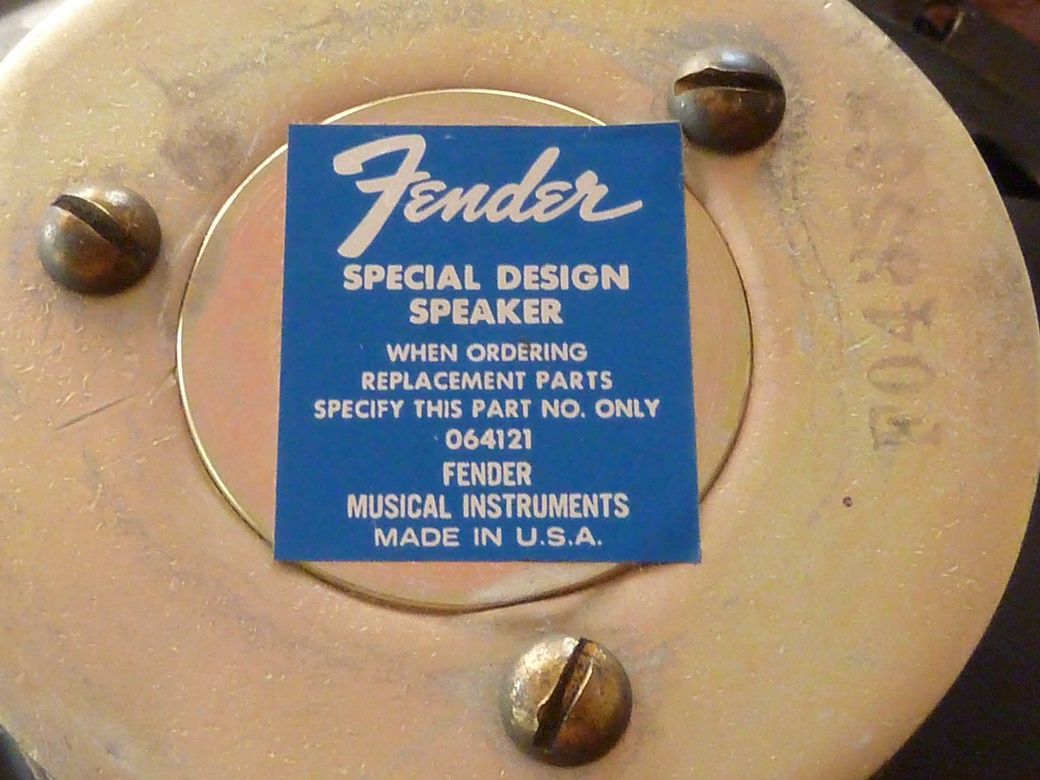 Fender
SPECIAL DESIGN
SPEAKER
WHEN ORDERING
REPLACEMENT PARTS
SPECIFY THIS PART NO. ONLY
064121
FENDER
MUSICAL INSTRUMENTS
MADE IN U.S.A.